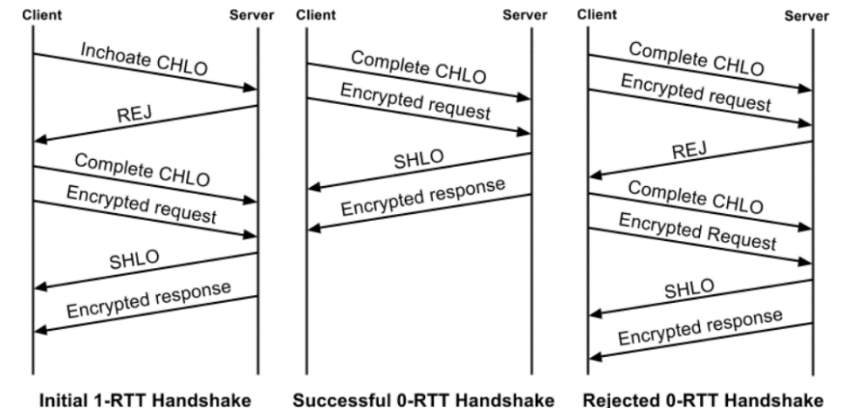 Client
Server
Inchoate CHLO
REJ
Complete CHLO
Encrypted request
SHLO
Encrypted response
Initial 1-RTT Handshake
Client
Server
Complete CHLO
Encrypted request
SHLO
Encrypted response
Successful 0-RTT Handshake
Client
Server
Complete CHLO
Encrypted request
REJ
Complete CHLO
Encrypted Request
SHLO
Encrypted response
Rejected 0-RTT Handshake